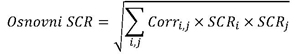 Osnovni SCR = √∑_{i,j} Corr_{i,j} × SCR_i × SCR_j